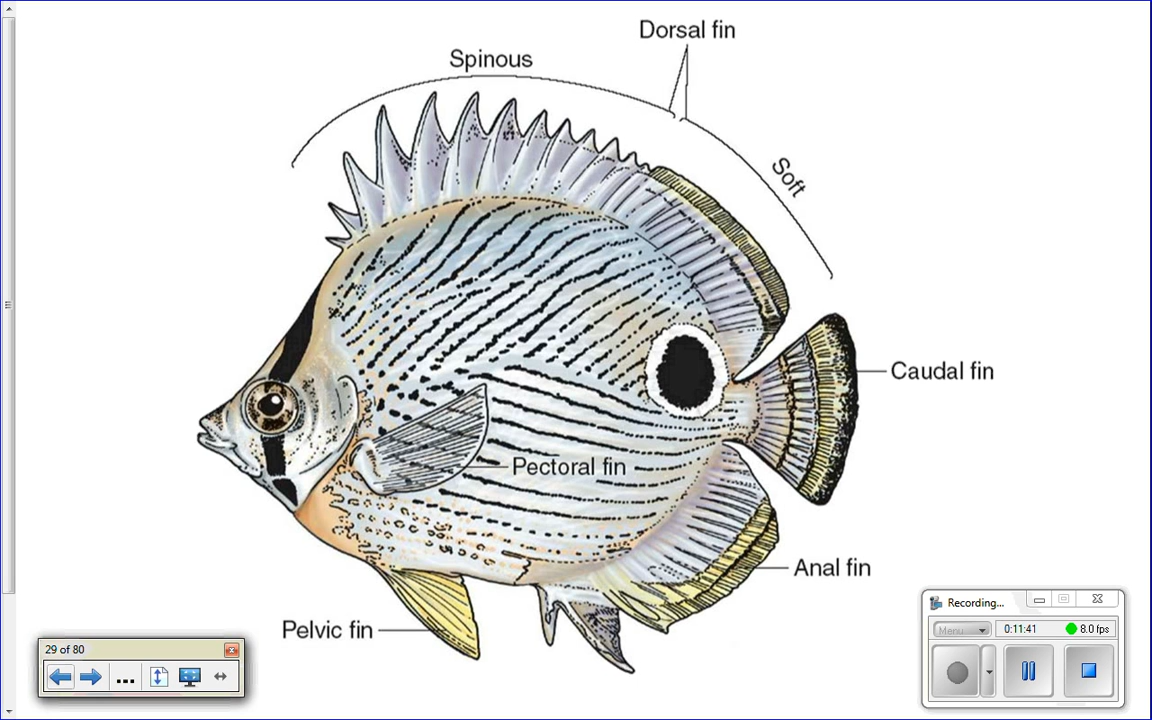 Dorsal fin
Spinous
Soft
Caudal fin
Pectoral fin
Anal fin
Pelvic fin
29 of 80
...
Recording...
Menu
0:11:41
8.0 fps